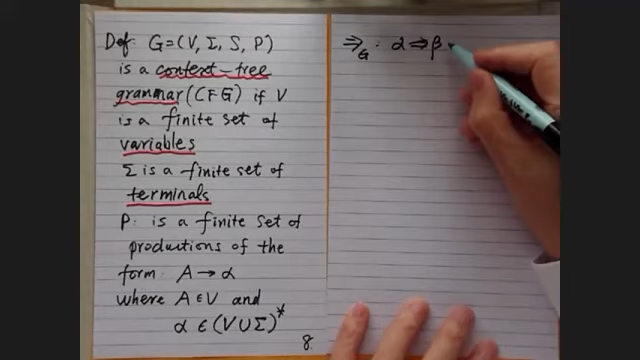 Def: G=(V, Σ, S, P)
is a context-free
grammar (CFG) if V
is a finite set of
variables
Σ is a finite set of
terminals
P: is a finite set of
productions of the
form: A → α
where A ∈ V and
α ∈ (V ∪ Σ)*
8
⇒G : α ⇒ β